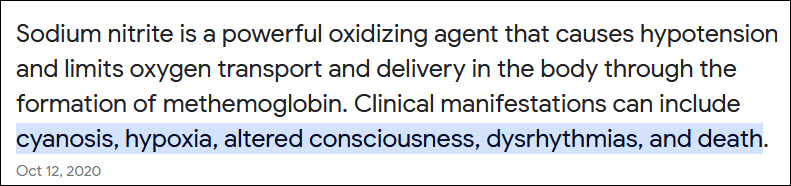 Sodium nitrite is a powerful oxidizing agent that causes hypotension
and limits oxygen transport and delivery in the body through the
formation of methemoglobin. Clinical manifestations can include
cyanosis, hypoxia, altered consciousness, dysrhythmias, and death.
Oct 12, 2020